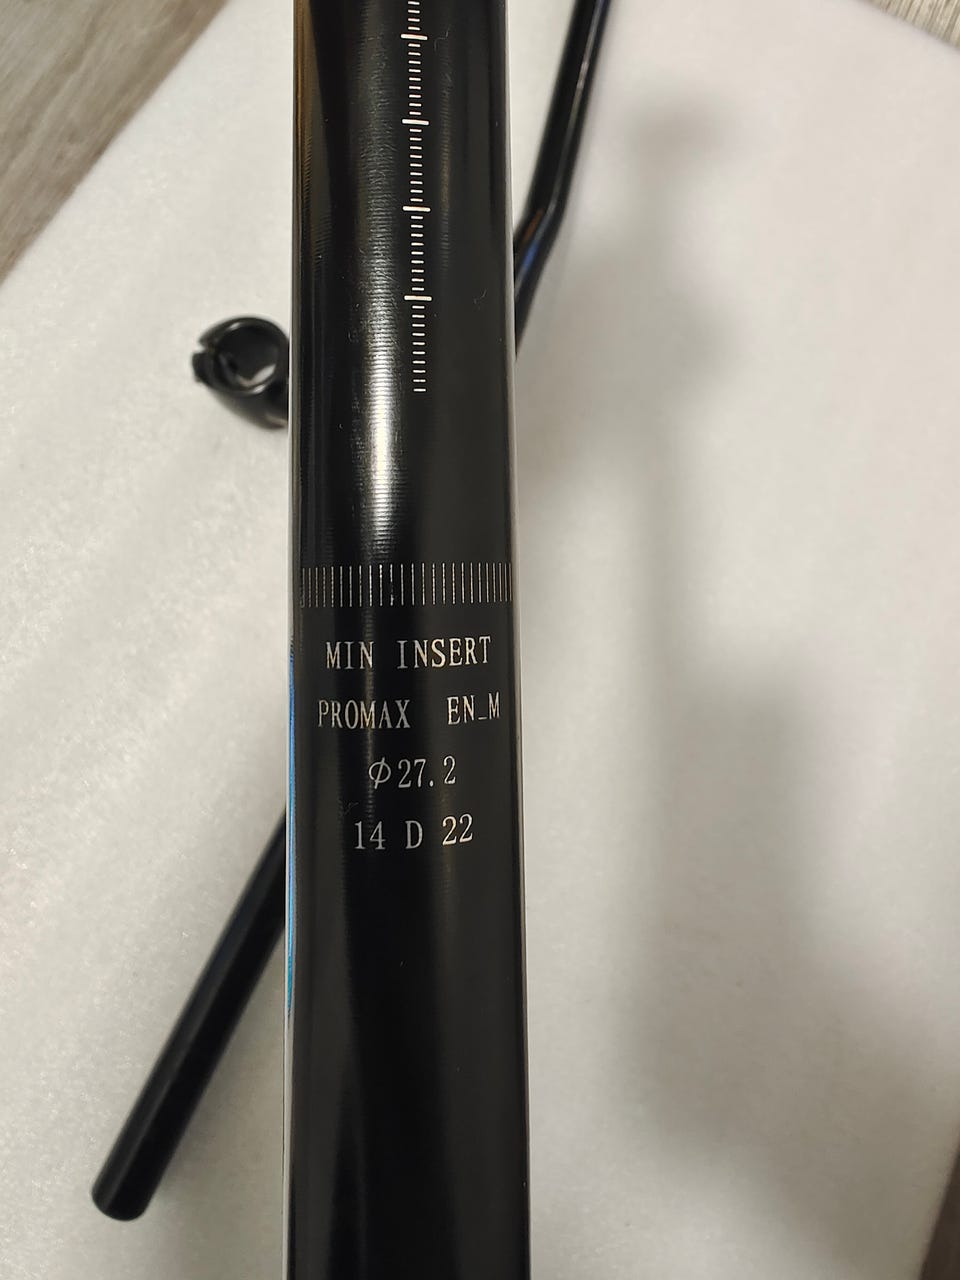 MIN INSERT
PROMAX EN_M
Φ27.2
14 D 22